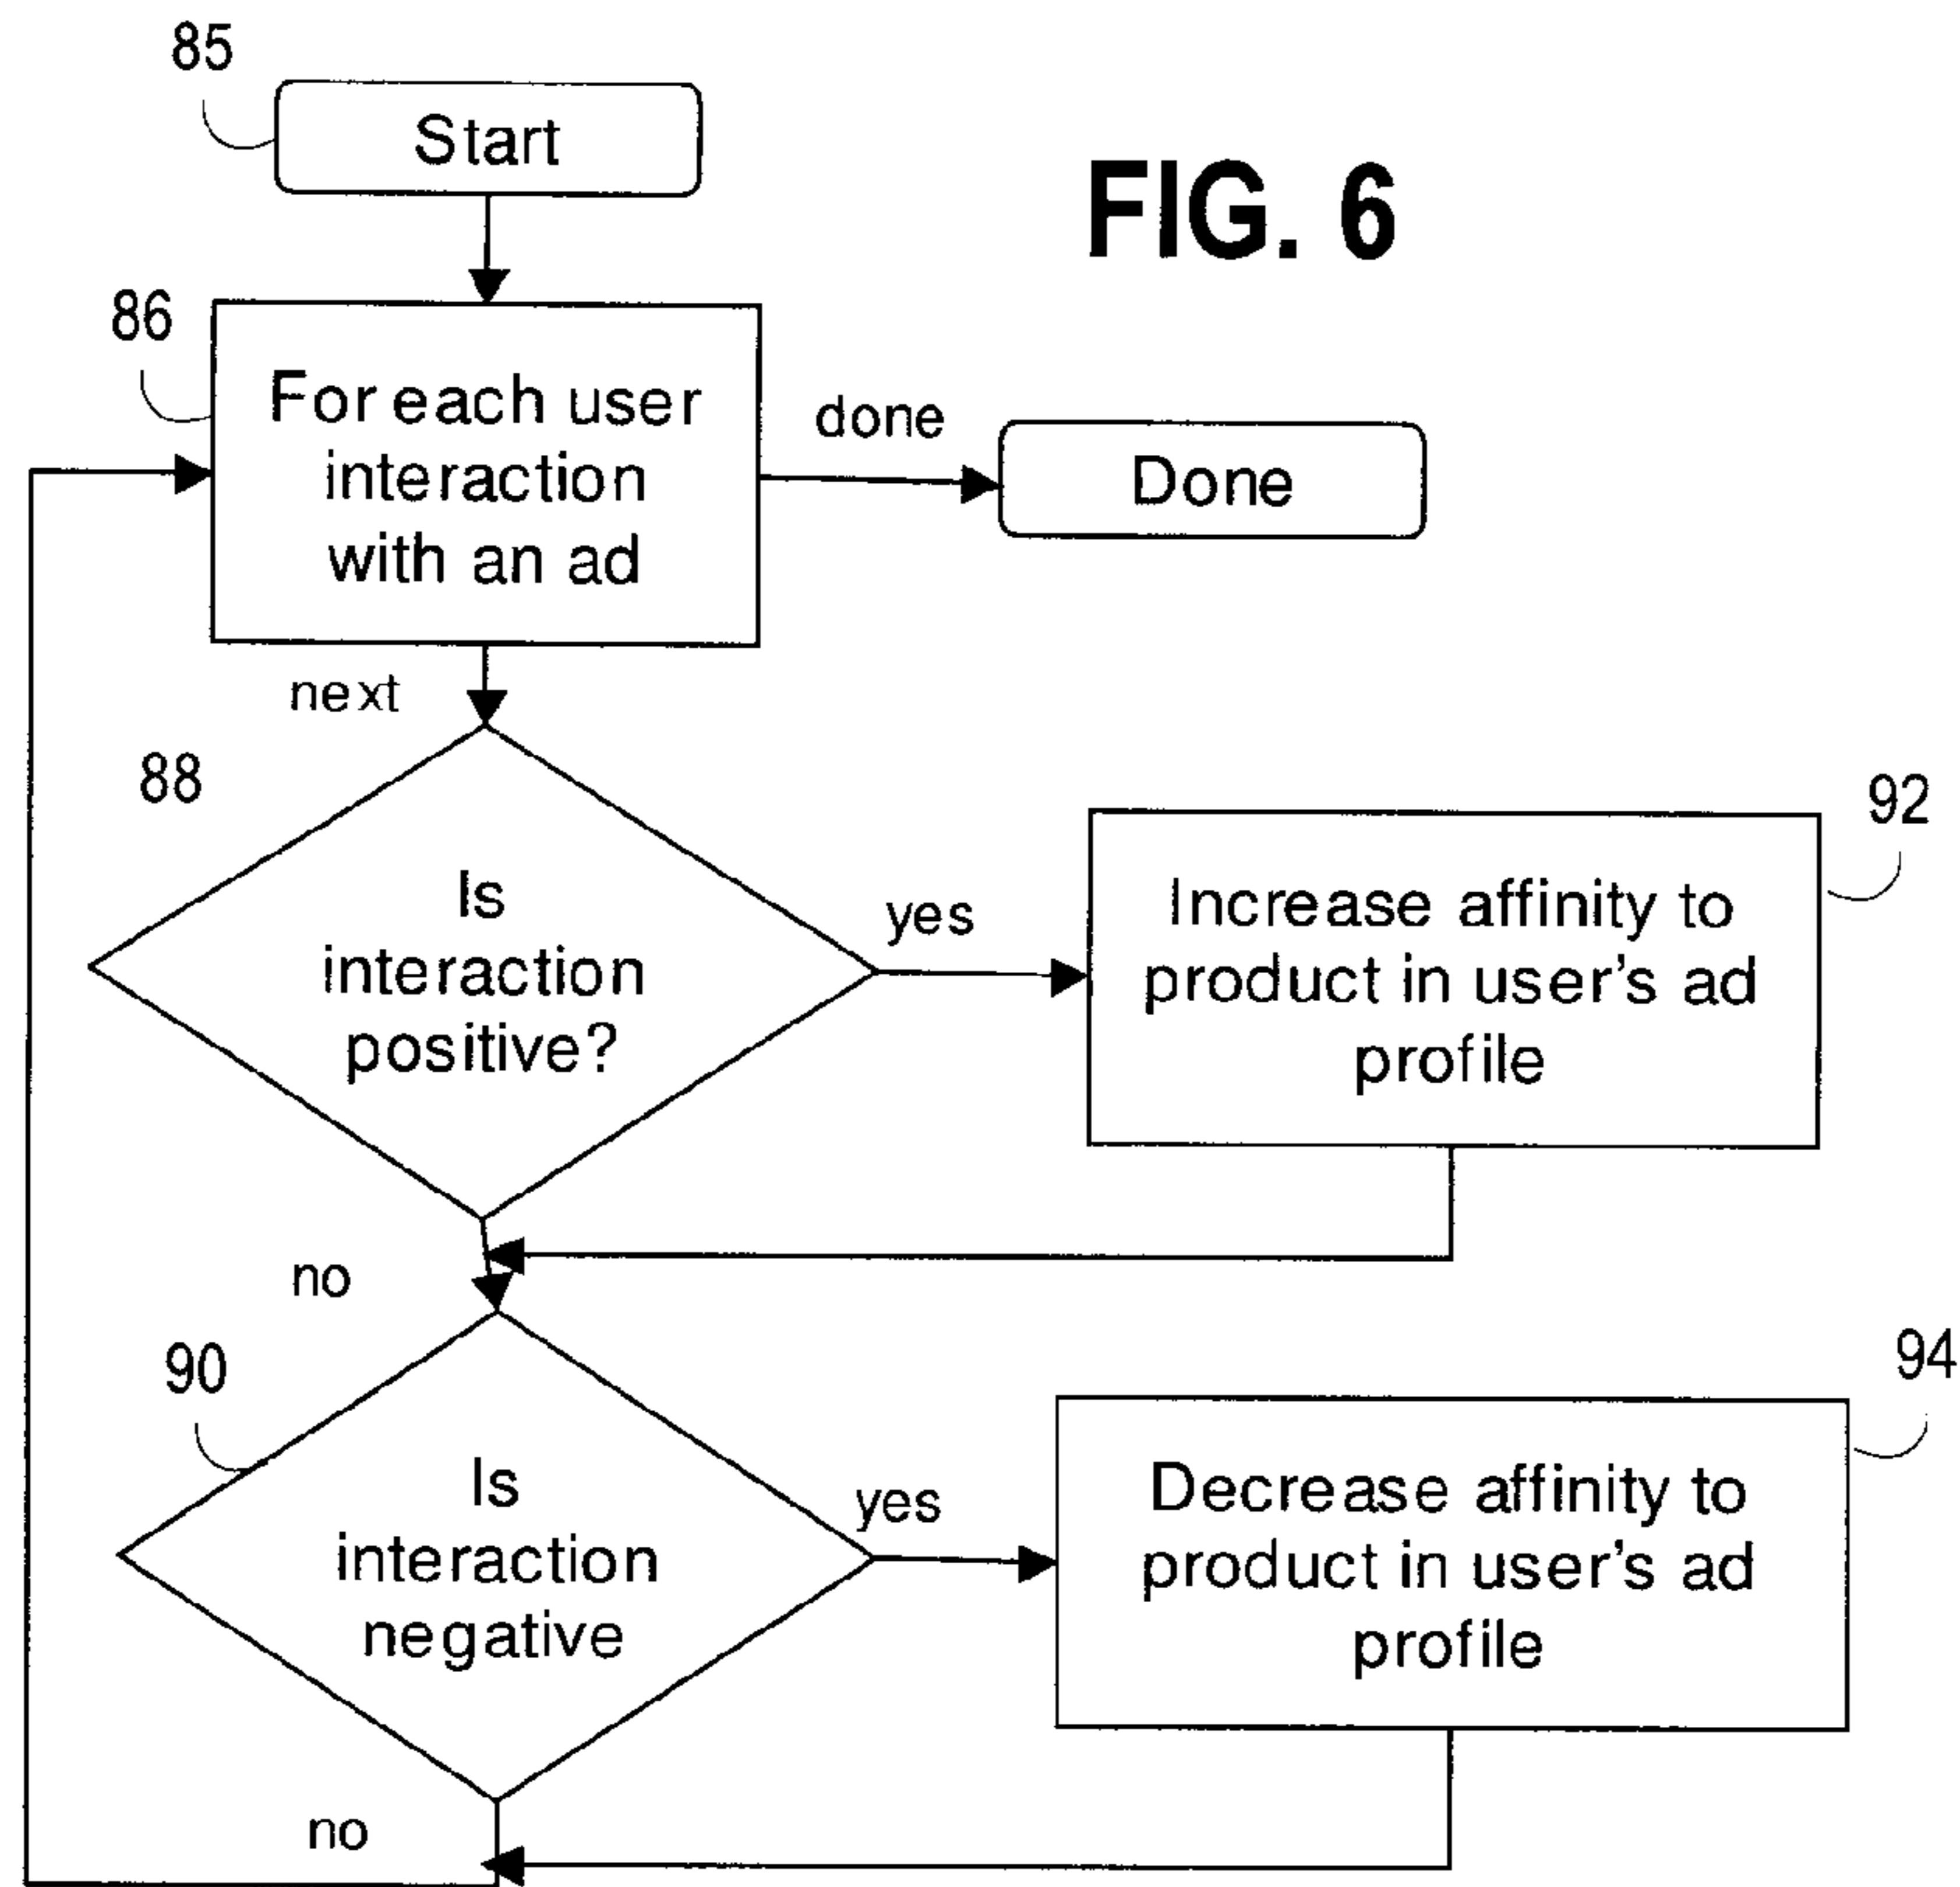 85
Start
FIG. 6
86
For each user
interaction
with an ad
done
Done
next
88
Is
interaction
positive?
yes
92
Increase affinity to
product in user's ad
profile
no
90
Is
interaction
negative
yes
94
Decrease affinity to
product in user's ad
profile
no